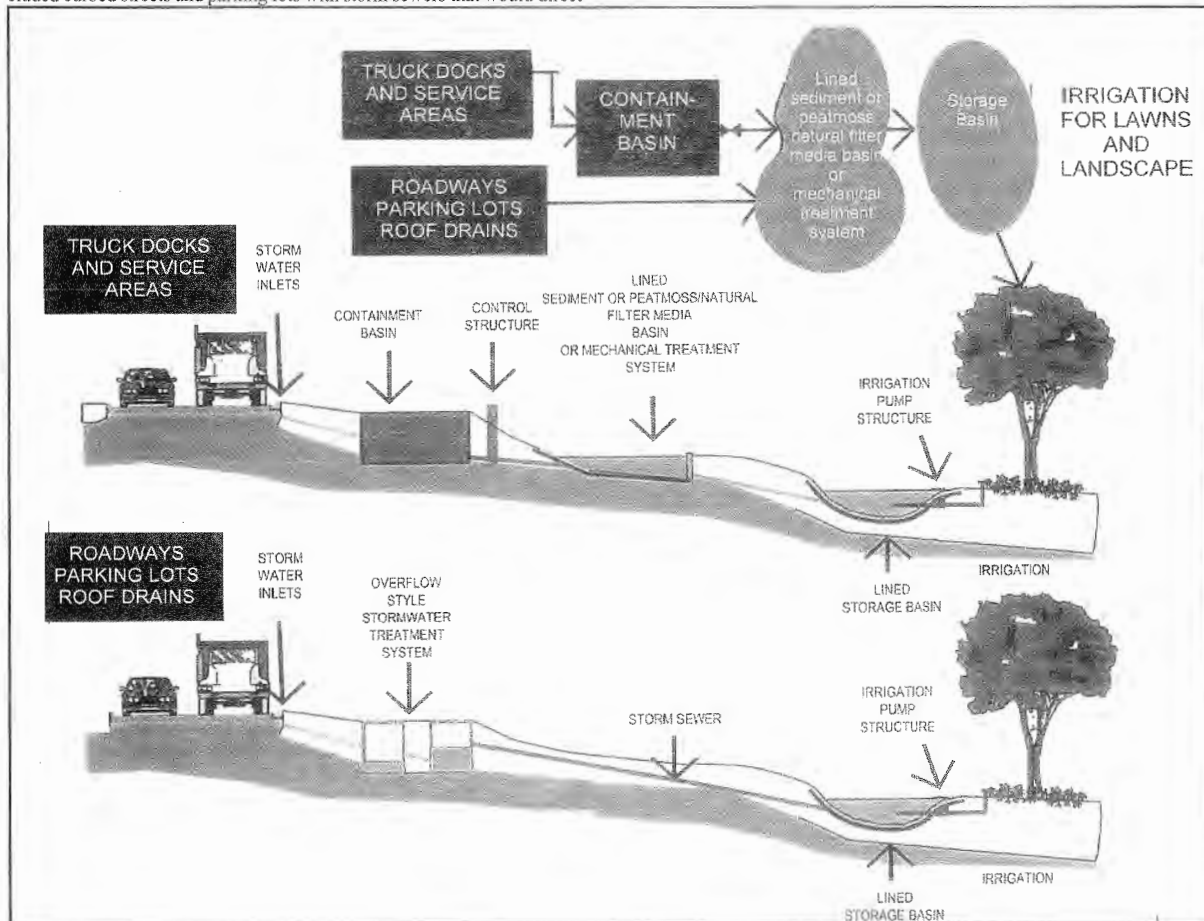 TRUCK DOCKS
AND SERVICE
AREAS
CONTAIN-
MENT
BASIN
Lined
sediment or
peatmoss
natural filter
media basin
or
mechanical
treatment
system
Storage
Basin
IRRIGATION
FOR LAWNS
AND
LANDSCAPE
ROADWAYS
PARKING LOTS
ROOF DRAINS
TRUCK DOCKS
AND SERVICE
AREAS
STORM
WATER
INLETS
CONTAINMENT
BASIN
CONTROL
STRUCTURE
LINED
SEDIMENT OR PEATMOSS/NATURAL
FILTER MEDIA
BASIN
OR MECHANICAL TREATMENT
SYSTEM
IRRIGATION
PUMP
STRUCTURE
LINED
STORAGE BASIN
IRRIGATION
ROADWAYS
PARKING LOTS
ROOF DRAINS
STORM
WATER
INLETS
OVERFLOW
STYLE
STORMWATER
TREATMENT
SYSTEM
STORM SEWER
IRRIGATION
PUMP
STRUCTURE
LINED
STORAGE BASIN
IRRIGATION